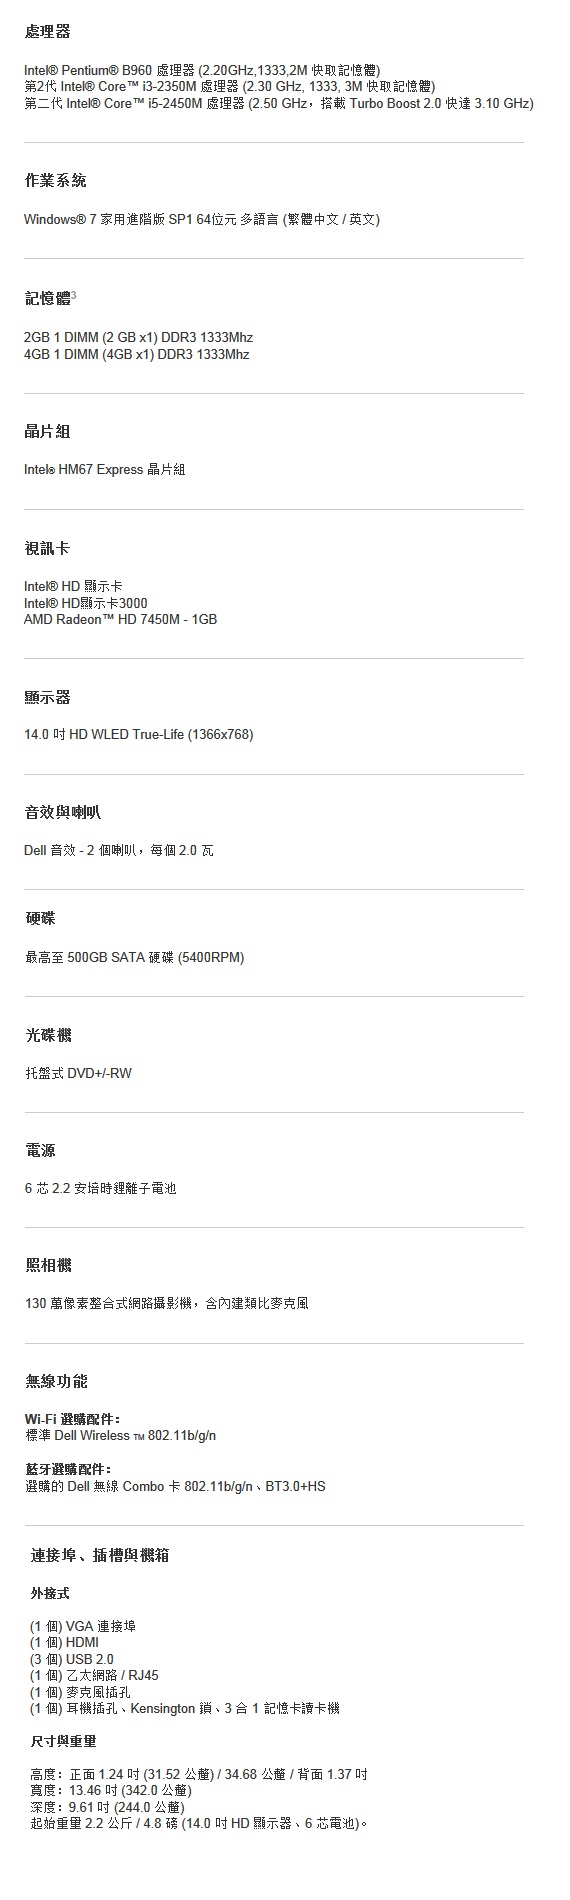 處理器
Intel® Pentium® B960 處理器 (2.20GHz,1333,2M 快取記憶體)
第2代 Intel® Core™ i3-2350M 處理器 (2.30 GHz, 1333, 3M 快取記憶體)
第二代 Intel® Core™ i5-2450M 處理器 (2.50 GHz，搭載 Turbo Boost 2.0 快達 3.10 GHz)
作業系統
Windows® 7 家用進階版 SP1 64位元 多語言 (繁體中文 / 英文)
記憶體3
2GB 1 DIMM (2 GB x1) DDR3 1333Mhz
4GB 1 DIMM (4GB x1) DDR3 1333Mhz
晶片組
Intel® HM67 Express 晶片組
視訊卡
Intel® HD 顯示卡
Intel® HD顯示卡3000
AMD Radeon™ HD 7450M - 1GB
顯示器
14.0 吋 HD WLED True-Life (1366x768)
音效與喇叭
Dell 音效 - 2 個喇叭，每個 2.0 瓦
硬碟
最高至 500GB SATA 硬碟 (5400RPM)
光碟機
托盤式 DVD+/-RW
電源
6 芯 2.2 安培時鋰離子電池
照相機
130 萬像素整合式網路攝影機，含內建類比麥克風
無線功能
Wi-Fi 選購配件：
標準 Dell Wireless ™ 802.11b/g/n
藍牙選購配件：
選購的 Dell 無線 Combo 卡 802.11b/g/n、BT3.0+HS
連接埠、插槽與機箱
外接式
(1 個) VGA 連接埠
(1 個) HDMI
(3 個) USB 2.0
(1 個) 乙太網路 / RJ45
(1 個) 麥克風插孔
(1 個) 耳機插孔、Kensington 鎖、3 合 1 記憶卡讀卡機
尺寸與重量
高度：正面 1.24 吋 (31.52 公釐) / 34.68 公釐 / 背面 1.37 吋
寬度：13.46 吋 (342.0 公釐)
深度：9.61 吋 (244.0 公釐)
起始重量 2.2 公斤 / 4.8 磅 (14.0 吋 HD 顯示器、6 芯電池)。